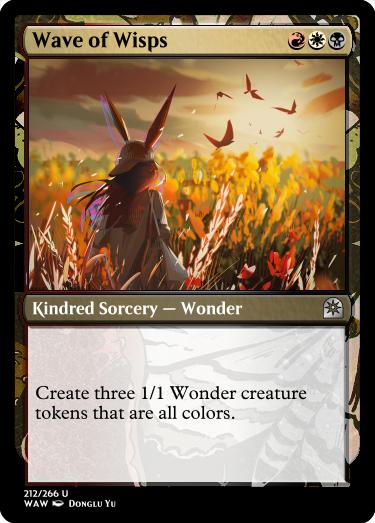 Wave of Wisps
Kindred Sorcery — Wonder
Create three 1/1 Wonder creature
tokens that are all colors.
212/266 U
WAW Donglu Yu